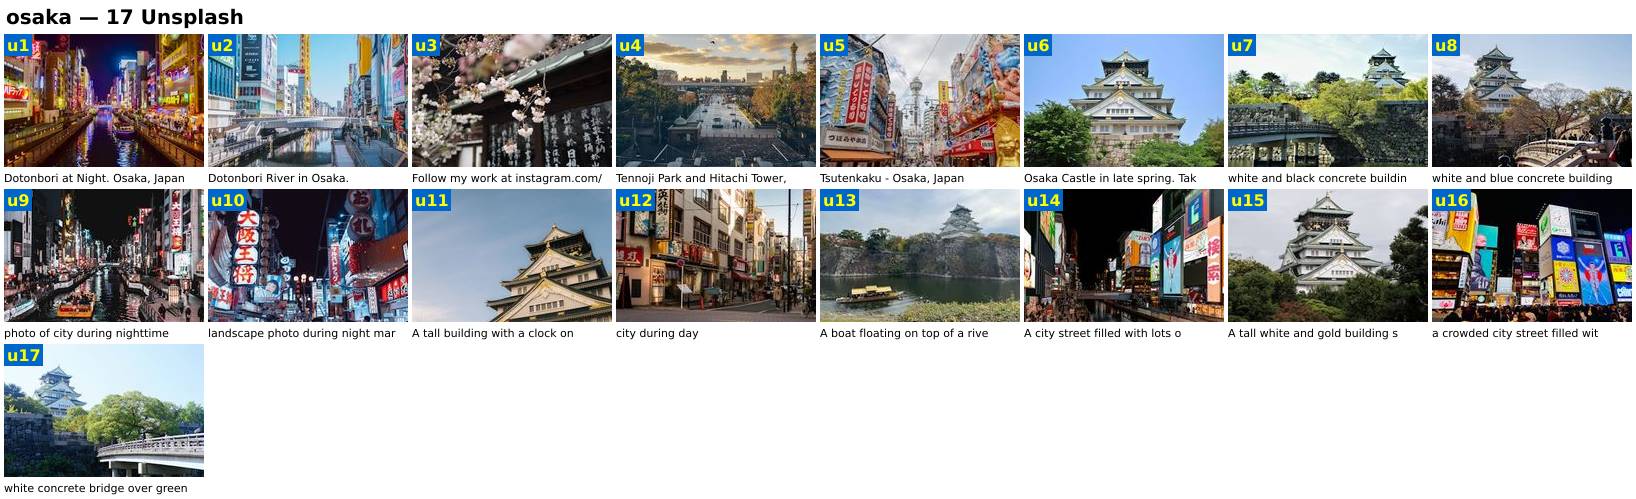 osaka — 17 Unsplash
u1
u2
u3
u4
u5
u6
u7
u8
Dotonbori at Night. Osaka, Japan
Dotonbori River in Osaka.
Follow my work at instagram.com/
Tennoji Park and Hitachi Tower,
Tsutenkaku - Osaka, Japan
Osaka Castle in late spring. Tak
white and black concrete buildin
white and blue concrete building
u9
u10
大阪王将
u11
u12
u13
u14
u15
u16
photo of city during nighttime
landscape photo during night mar
A tall building with a clock on
city during day
A boat floating on top of a rive
A city street filled with lots o
A tall white and gold building s
a crowded city street filled wit
u17
white concrete bridge over green